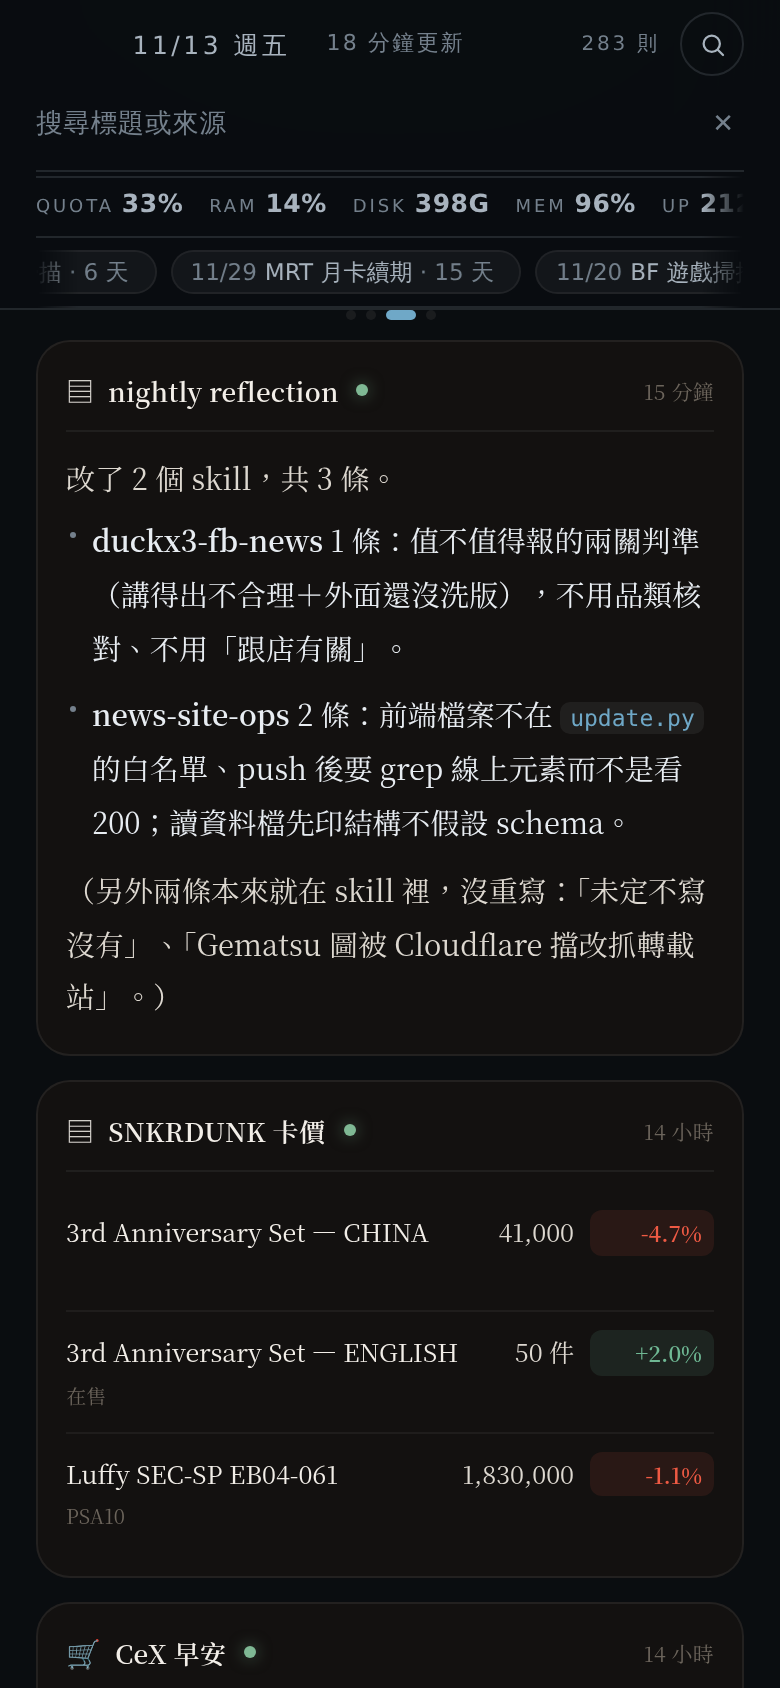 11/13 週五 18 分鐘更新 283 則
搜尋標題或來源 ✕
QUOTA 33% RAM 14% DISK 398G MEM 96% UP 212
描 · 6 天 11/29 MRT 月卡續期 · 15 天 11/20 BF 遊戲掃
nightly reflection 15 分鐘
改了 2 個 skill，共 3 條。
duckx3-fb-news 1 條：值不值得報的兩關判準
（講得出不合理＋外面還沒洗版），不用品類核
對、不用「跟店有關」。
news-site-ops 2 條：前端檔案不在 update.py
的白名單、push 後要 grep 線上元素而不是看
200；讀資料檔先印結構不假設 schema。
（另外兩條本來就在 skill 裡，沒重寫：「未定不寫
沒有」、「Gematsu 圖被 Cloudflare 擋改抓轉載
站」。）
SNKRDUNK 卡價 14 小時
3rd Anniversary Set — CHINA 41,000 -4.7%
3rd Anniversary Set — ENGLISH 50 件 +2.0%
在售
Luffy SEC-SP EB04-061 1,830,000 -1.1%
PSA10
CeX 早安 14 小時